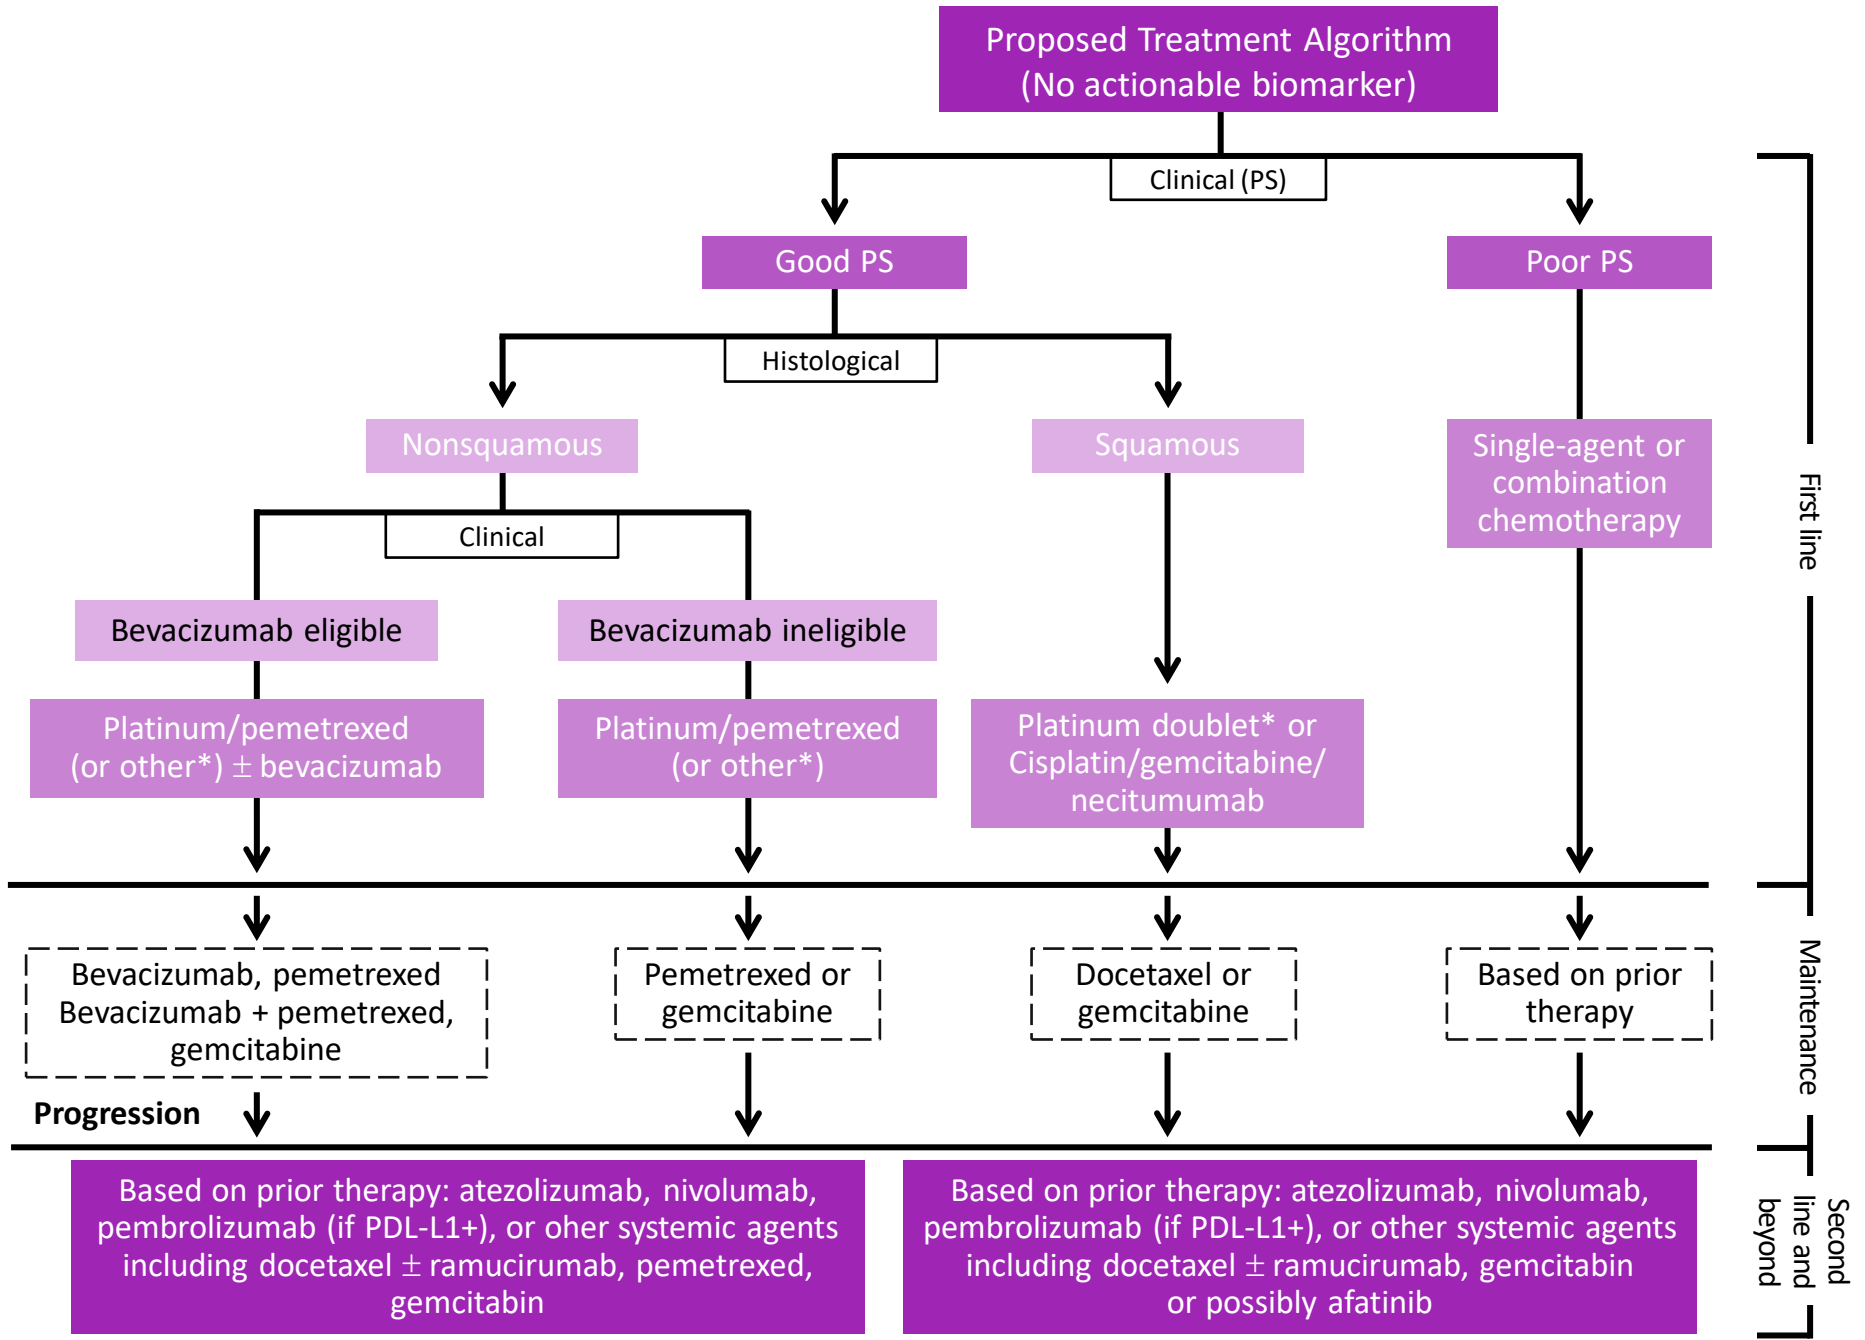 Proposed Treatment Algorithm
(No actionable biomarker)
Clinical (PS)
Good PS
Poor PS
Histological
Nonsquamous
Squamous
Single-agent or
combination
chemotherapy
Clinical
Bevacizumab eligible
Bevacizumab ineligible
Platinum/pemetrexed
(or other*) ± bevacizumab
Platinum/pemetrexed
(or other*)
Platinum doublet* or
Cisplatin/gemcitabine/
necitumumab
First line
Bevacizumab, pemetrexed
Bevacizumab + pemetrexed,
gemcitabine
Pemetrexed or
gemcitabine
Docetaxel or
gemcitabine
Based on prior
therapy
Maintenance
Progression
Based on prior therapy: atezolizumab, nivolumab,
pembrolizumab (if PDL-L1+), or oher systemic agents
including docetaxel ± ramucirumab, pemetrexed,
gemcitabin
Based on prior therapy: atezolizumab, nivolumab,
pembrolizumab (if PDL-L1+), or other systemic agents
including docetaxel ± ramucirumab, gemcitabin
or possibly afatinib
Second
line and
beyond